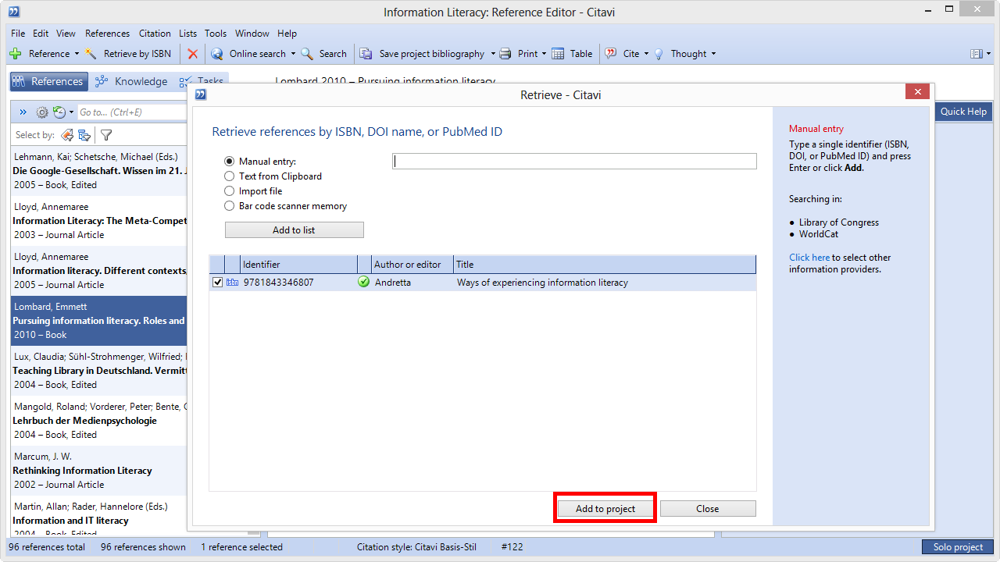 Information Literacy: Reference Editor - Citavi
File Edit View References Citation Lists Tools Window Help
Reference Retrieve by ISBN Online search Search Save project bibliography Print Table Cite Thought
References Knowledge Tasks Lombard 2010 – Pursuing information literacy
Retrieve - Citavi
Go to... (Ctrl+E)
Quick Help
Select by:
Lehmann, Kai; Schetsche, Michael (Eds.)
Die Google-Gesellschaft. Wissen im 21. J
2005 – Book, Edited
Lloyd, Annemaree
Information Literacy: The Meta-Compet
2003 – Journal Article
Lloyd, Annemaree
Information literacy. Different contexts,
2005 – Journal Article
Lombard, Emmett
Pursuing information literacy. Roles and
2010 – Book
Lux, Claudia; Sühl-Strohmenger, Wilfried;
Teaching Library in Deutschland. Vermitt
2004 – Book, Edited
Mangold, Roland; Vorderer, Peter; Bente, G
Lehrbuch der Medienpsychologie
2004 – Book, Edited
Marcum, J. W.
Rethinking Information Literacy
2002 – Journal Article
Martin, Allan; Rader, Hannelore (Eds.)
Information and IT literacy
2004 – Book, Edited
Retrieve references by ISBN, DOI name, or PubMed ID
Manual entry:
Text from Clipboard
Import file
Bar code scanner memory
Add to list
Identifier Author or editor Title
9781843346807 Andretta Ways of experiencing information literacy
Add to project Close
Manual entry
Type a single identifier (ISBN,
DOI, or PubMed ID) and press
Enter or click Add.
Searching in:
● Library of Congress
● WorldCat
Click here to select other
information providers.
96 references total 96 references shown 1 reference selected Citation style: Citavi Basis-Stil #122 Solo project